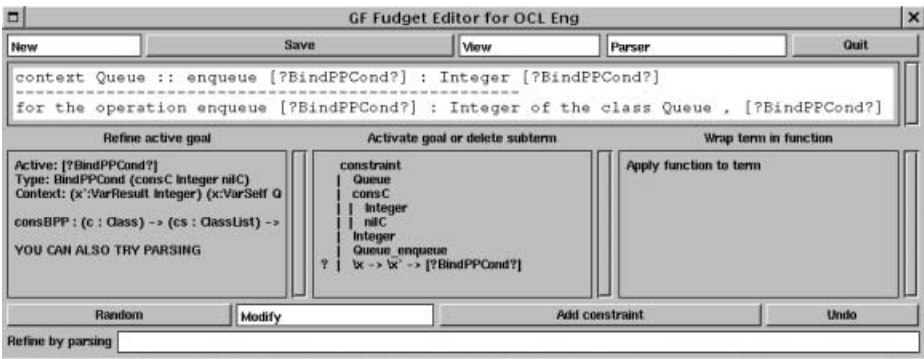 GF Fudget Editor for OCL Eng
New Save View Parser Quit
context Queue :: enqueue [?BindPPCond?] : Integer [?BindPPCond?]
----------------------------------------------------
for the operation enqueue [?BindPPCond?] : Integer of the class Queue , [?BindPPCond?]
Refine active goal Activate goal or delete subterm Wrap term in function
Active: [?BindPPCond?]
Type: BindPPCond (consC Integer nilC)
Context: (x':VarResult Integer) (x:VarSelf Q
consBPP : (c : Class) -> (cs : ClassList) ->
YOU CAN ALSO TRY PARSING
constraint
| Queue
| consC
| | Integer
| | nilC
| Integer
| Queue_enqueue
? | \x -> \x' -> [?BindPPCond?]
Apply function to term
Random Modify Add constraint Undo
Refine by parsing